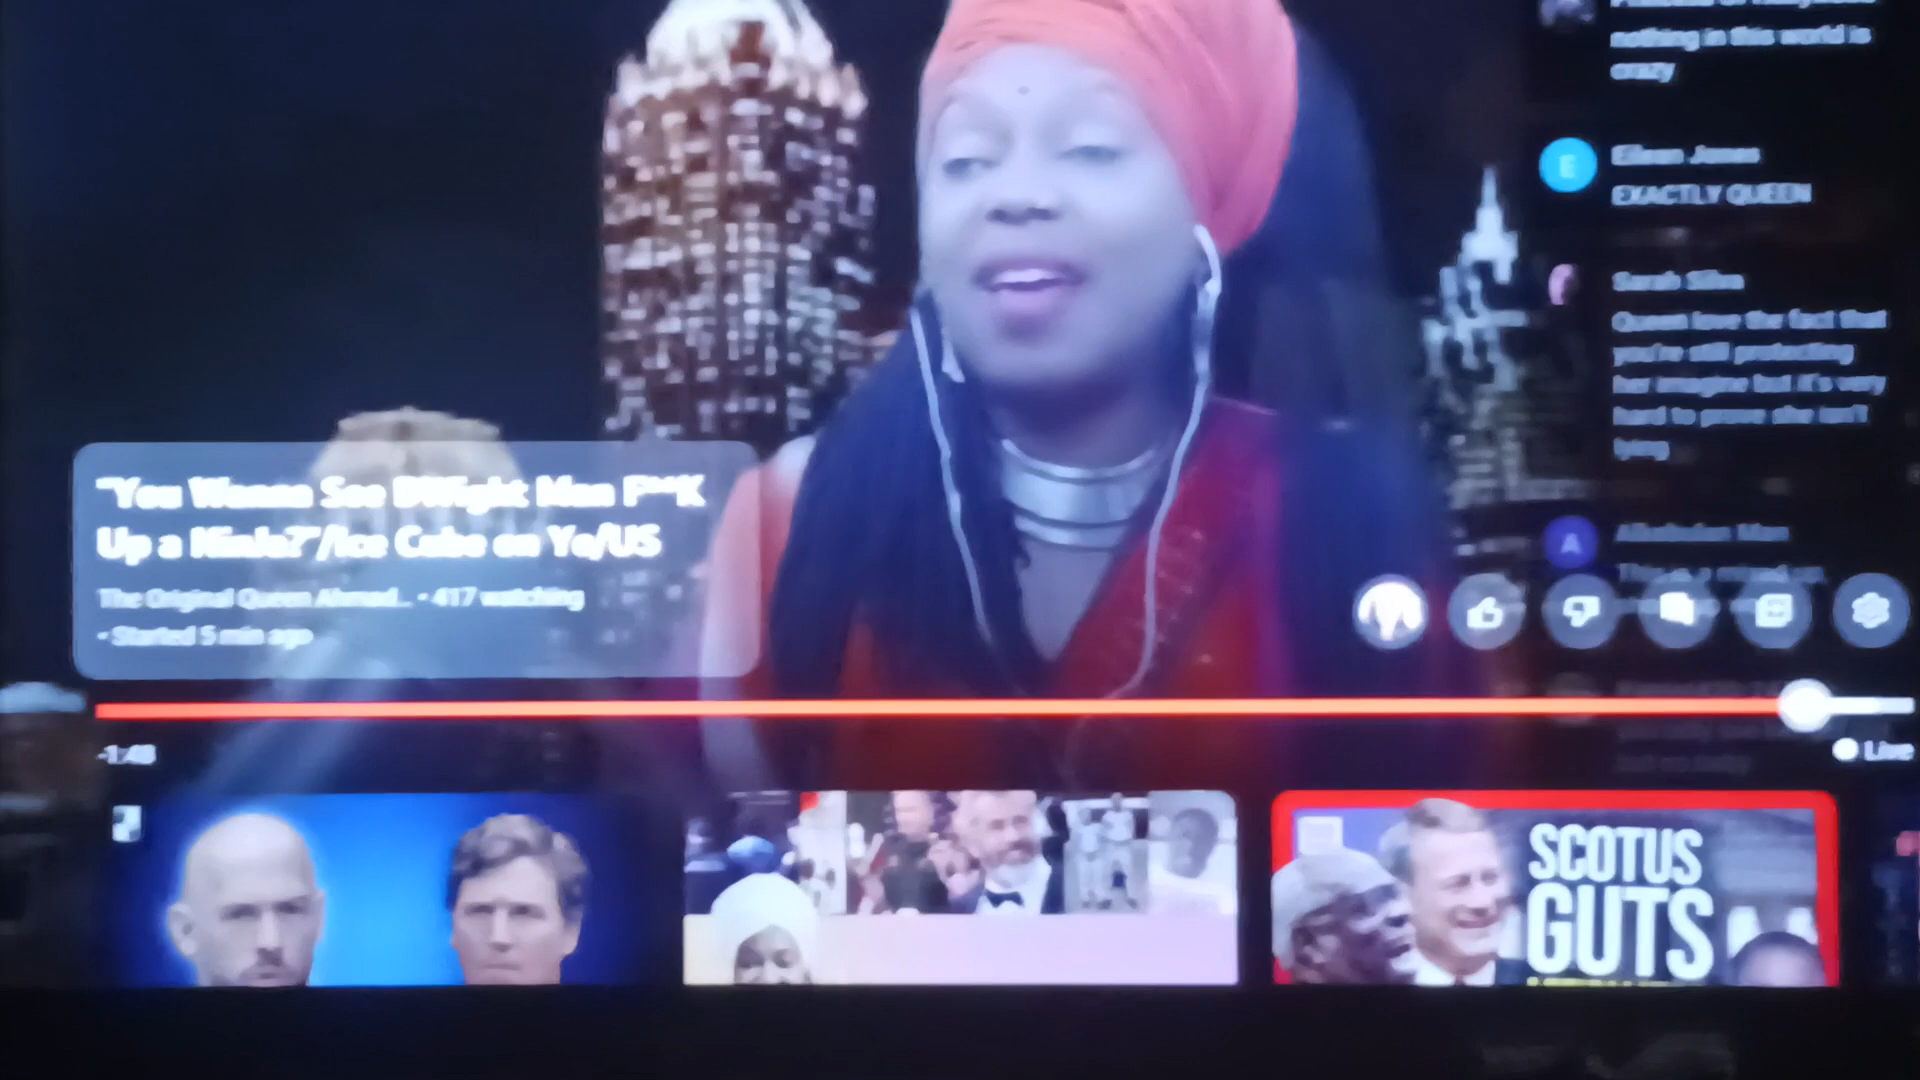 nothing in this world is
crazy
E
Eileen Jones
EXACTLY QUEEN
Sarah Silva
Queen love the fact that
you're still protecting
her imagine but it's very
hard to prove she isn't
lying
A
"You Wanna See DWight Man F**K
Up a Ninja?"/Ice Cube on Ye/US
The Original Queen Ahmad... • 417 watching
• Started 5 min ago
-1:48
Live
SCOTUS
GUTS